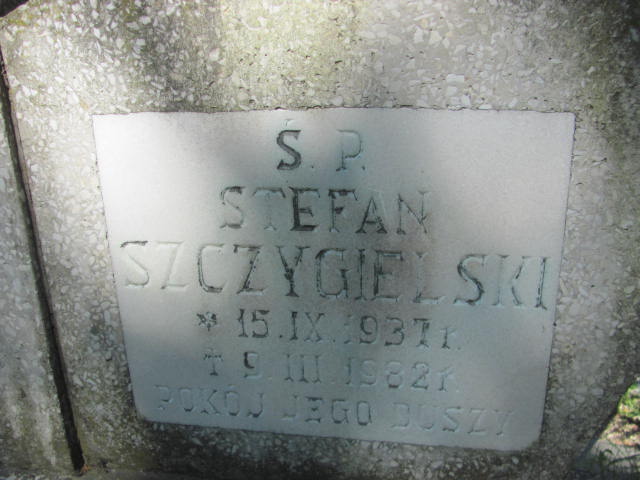 Ś. P.
STEFAN
SZCZYGIELSKI
* 15. IX. 1937 r.
† 9. III. 1982 r.
POKÓJ JEGO DUSZY